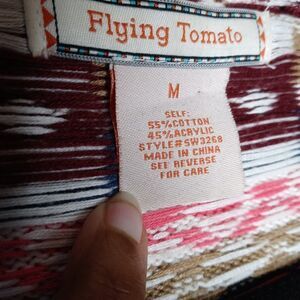 Flying Tomato
M
SELF:
55%COTTON
45%ACRYLIC
STYLE#SW3268
MADE IN CHINA
SEE REVERSE
FOR CARE